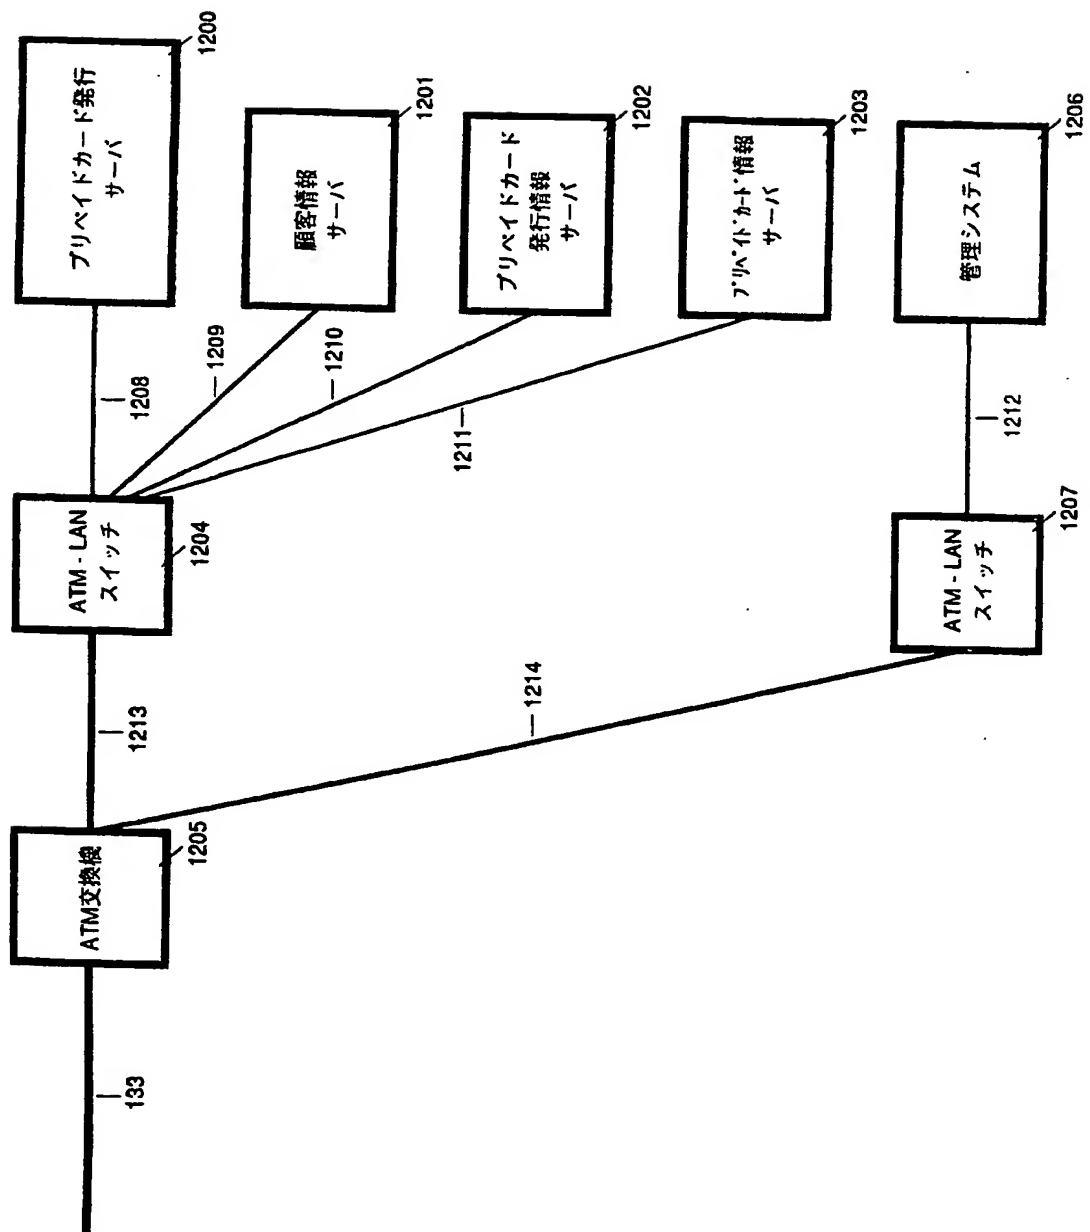 プリペイドカード発行
サーバ
1200
顧客情報
サーバ
1201
プリペイドカード
発行情報
サーバ
1202
プリペイドカード情報
サーバ
1203
管理システム
1206
1208
1209
1210
1211
1212
ATM - LAN
スイッチ
1204
ATM - LAN
スイッチ
1207
1213
1214
ATM交換機
1205
133